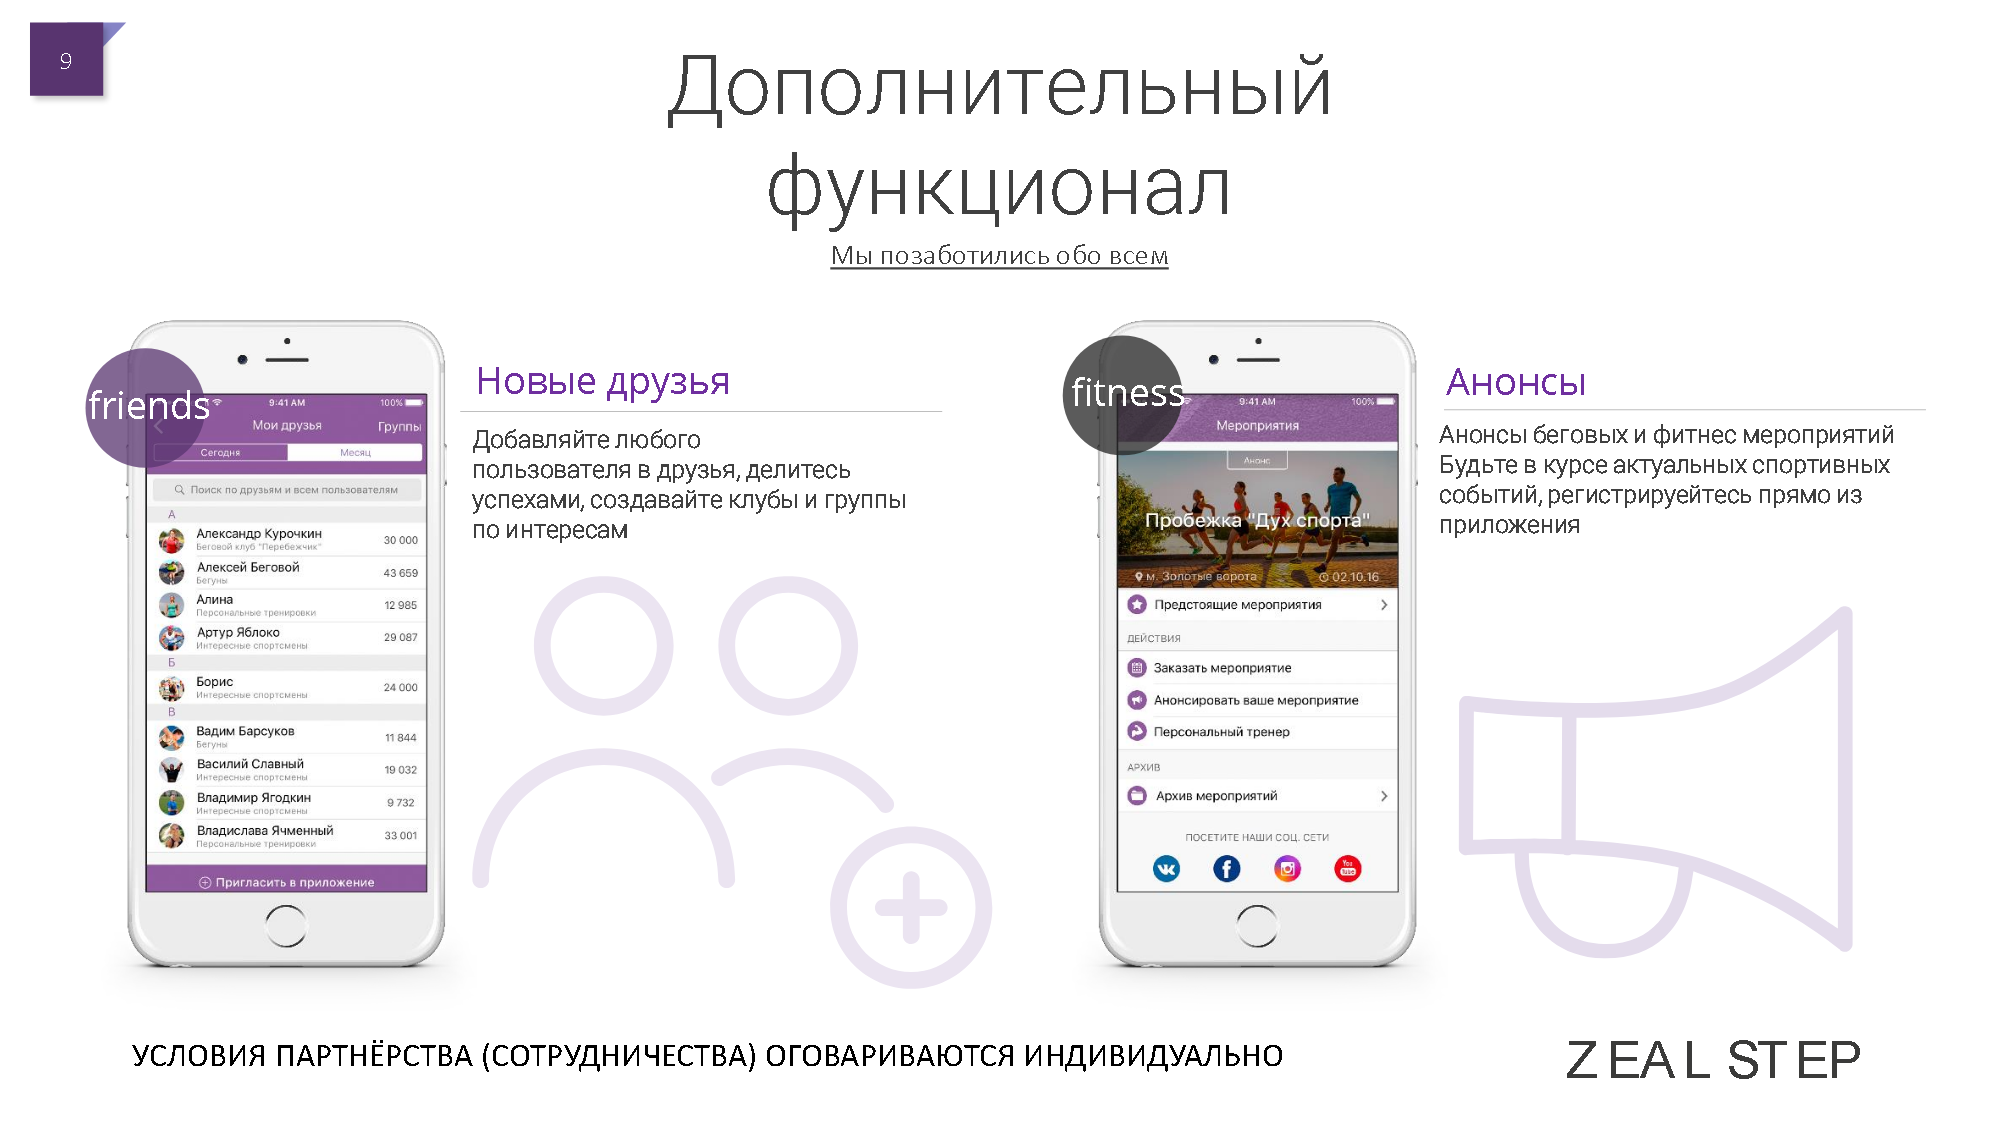 9
Дополнительный
функционал
Мы позаботились обо всем
friends
9:41 AM
100%
Мои друзья
Группы
Сегодня
Месяц
Поиск по друзьям и всем пользователям
А
Александр Курочкин
Беговой клуб "Перебежчик"
30 000
Алексей Беговой
Бегуны
43 659
Алина
Персональные тренировки
12 985
Артур Яблоко
Интересные спортсмены
29 087
Б
Борис
Интересные спортсмены
24 000
В
Вадим Барсуков
Бегуны
11 844
Василий Славный
Интересные спортсмены
19 032
Владимир Ягодкин
Интересные спортсмены
9 732
Владислава Ячменный
Персональные тренировки
33 001
Пригласить в приложение
Новые друзья
Добавляйте любого
пользователя в друзья, делитесь
успехами, создавайте клубы и группы
по интересам
fitness
9:41 AM
100%
Мероприятия
Анонс
Пробежка "Дух спорта"
м. Золотые ворота
02.10.16
Предстоящие мероприятия
ДЕЙСТВИЯ
Заказать мероприятие
Анонсировать ваше мероприятие
Персональный тренер
АРХИВ
Архив мероприятий
ПОСЕТИТЕ НАШИ СОЦ. СЕТИ
You
Tube
Анонсы
Анонсы беговых и фитнес мероприятий
Будьте в курсе актуальных спортивных
событий, регистрируейтесь прямо из
приложения
УСЛОВИЯ ПАРТНЁРСТВА (СОТРУДНИЧЕСТВА) ОГОВАРИВАЮТСЯ ИНДИВИДУАЛЬНО
ZEAL STEP